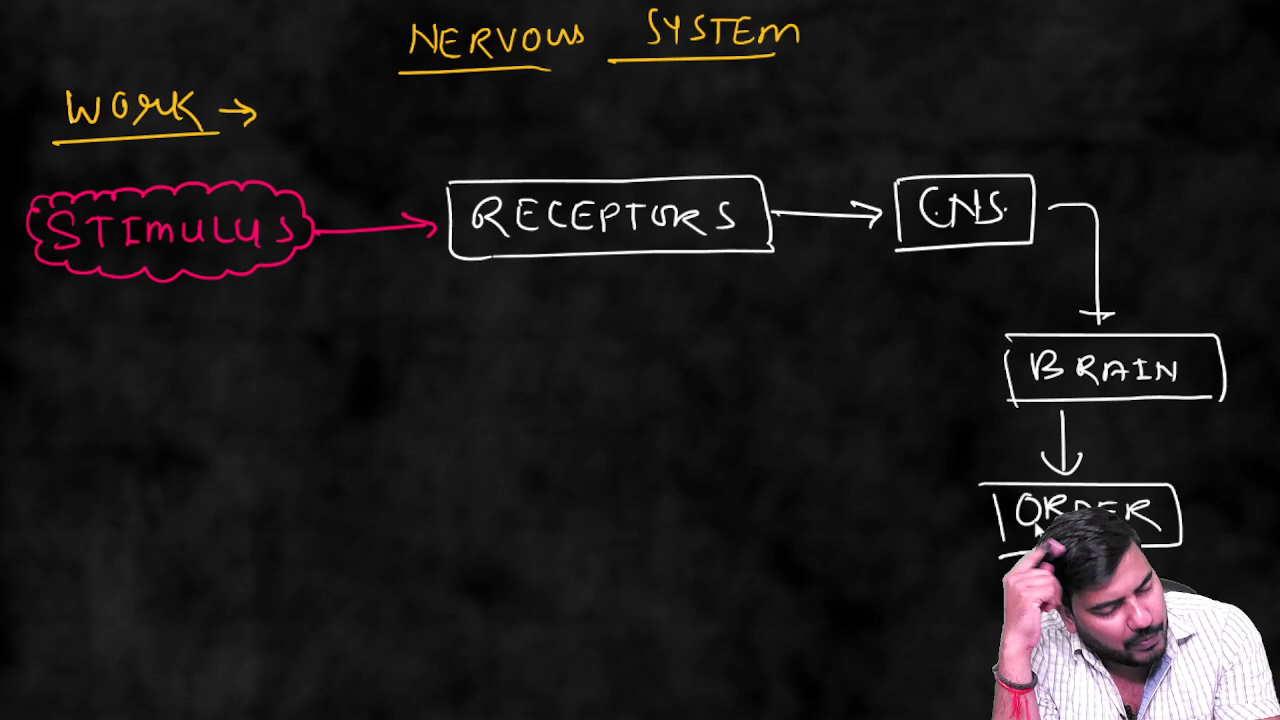 NERVOUS SYSTEM
WORK →
STIMULUS → RECEPTORS → CNS
BRAIN
ORDER